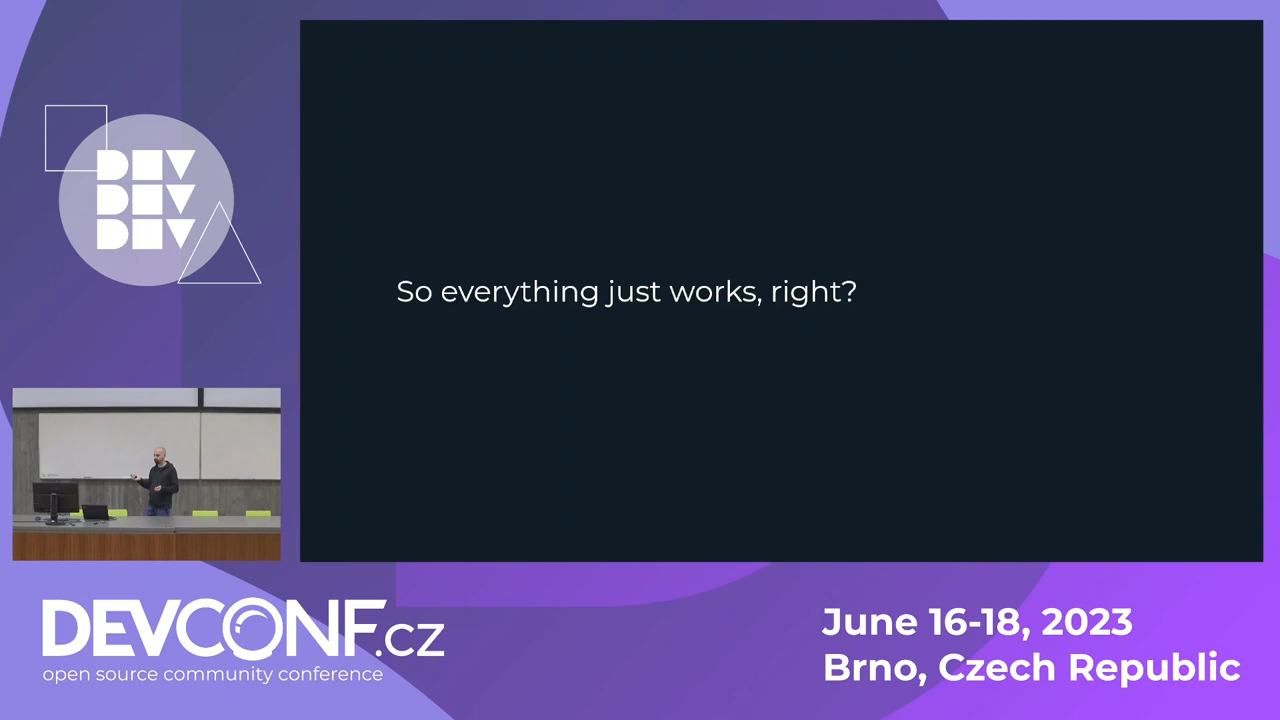 DEV
DEV
DEV
So everything just works, right?
DEVCONF.cz
open source community conference
June 16-18, 2023
Brno, Czech Republic